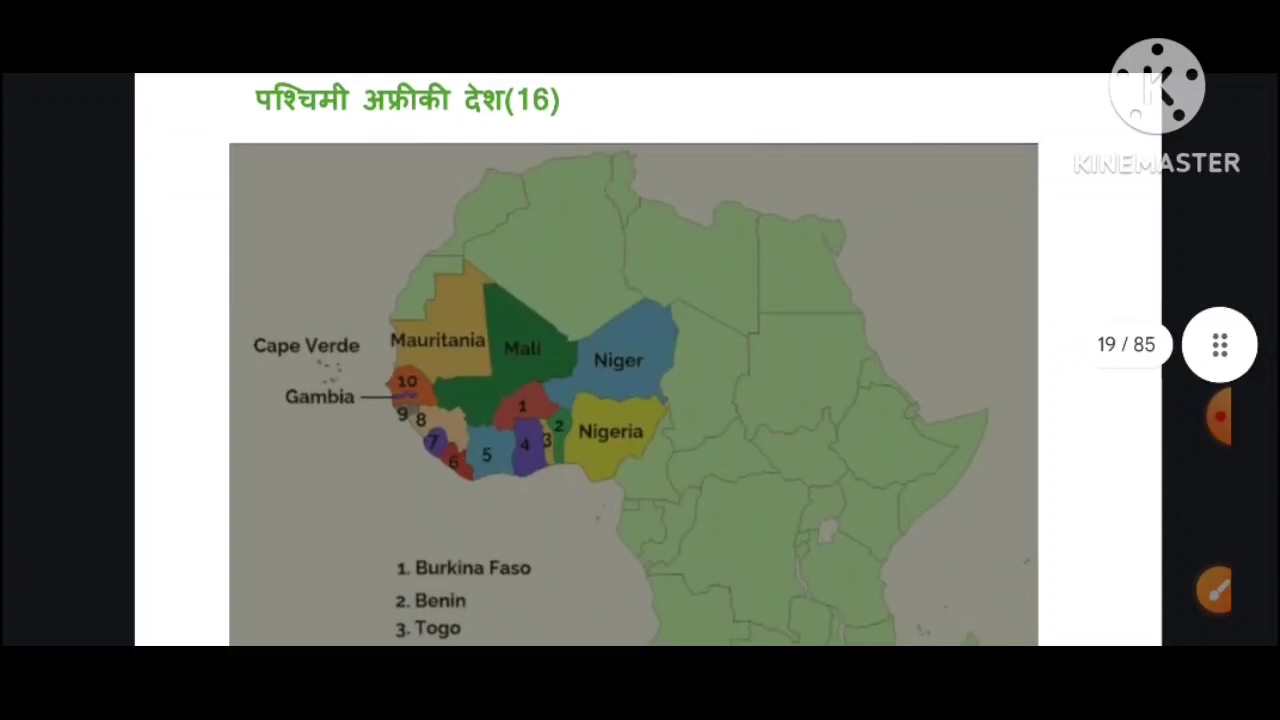 पश्चिमी अफ्रीकी देश(16)
KINEMASTER
19 / 85
Mauritania
Cape Verde
Mali
Niger
10
Gambia
1
9
8
2
Nigeria
7
3
4
5
6
1. Burkina Faso
2. Benin
3. Togo